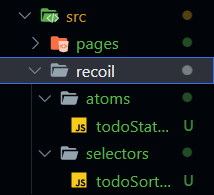 src
pages
recoil
atoms
JS todoStat... U
selectors
JS todoSort... U